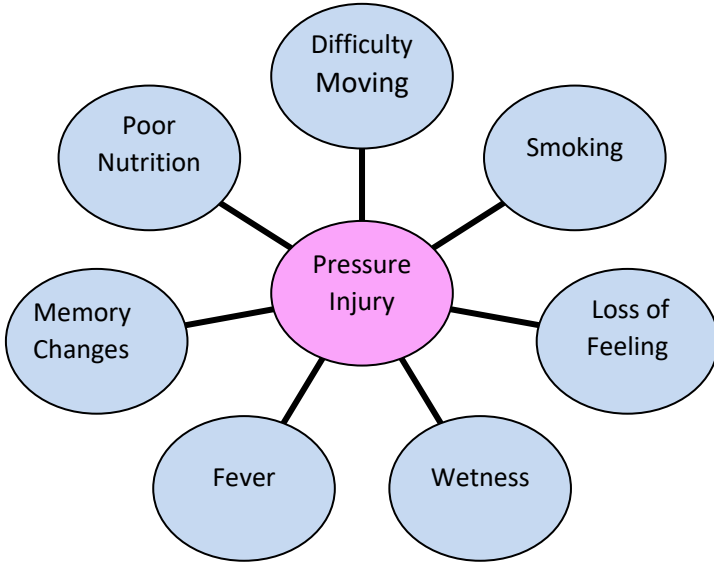 Difficulty
Moving
Smoking
Loss of
Feeling
Wetness
Fever
Memory
Changes
Poor
Nutrition
Pressure
Injury